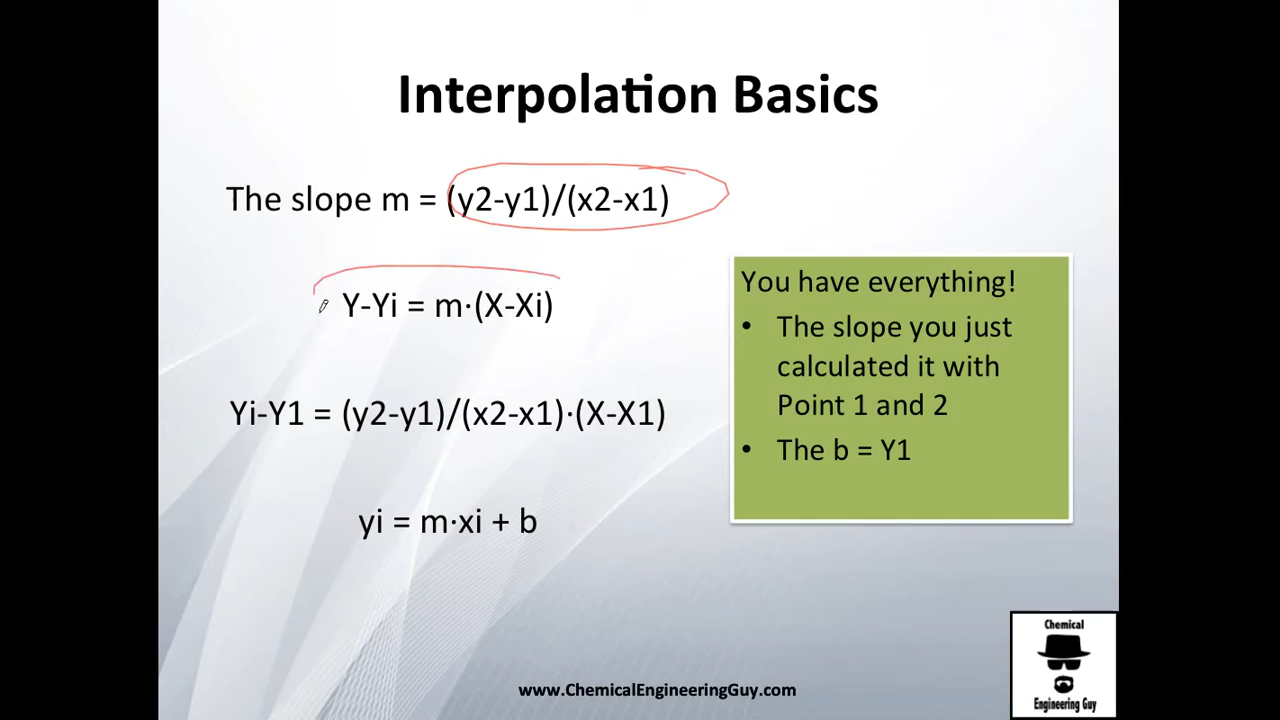 Interpolation Basics
The slope m = (y2-y1)/(x2-x1)
Y-Yi = m·(X-Xi)
Yi-Y1 = (y2-y1)/(x2-x1)·(X-X1)
yi = m·xi + b
You have everything!
• The slope you just
calculated it with
Point 1 and 2
• The b = Y1
www.ChemicalEngineeringGuy.com
Chemical
Engineering Guy